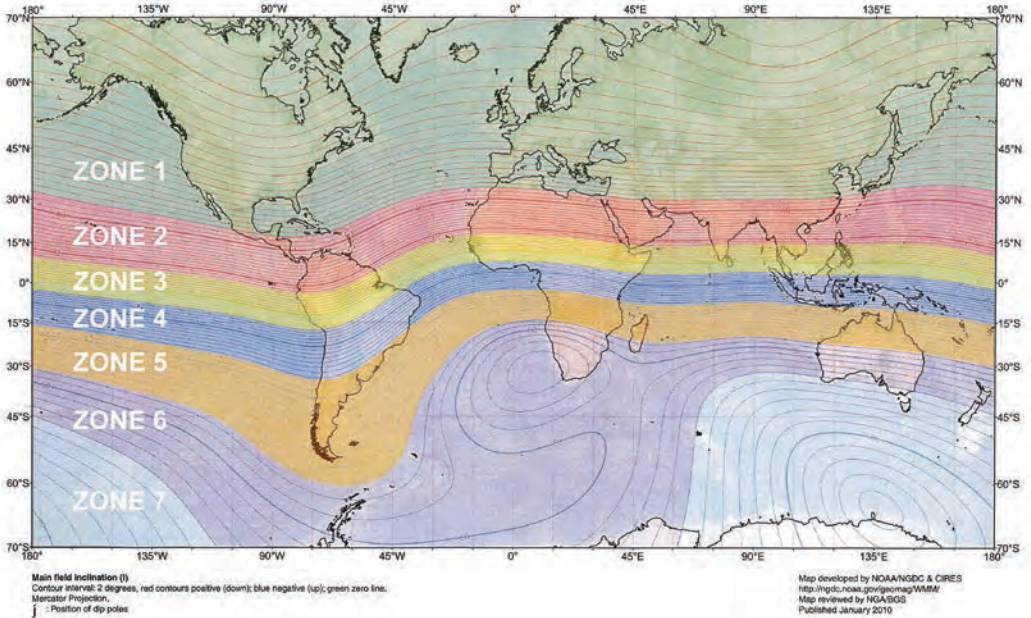 180° 135°W 90°W 45°W 0° 45°E 90°E 135°E 180°
70°N 70°N
60°N 60°N
45°N 45°N
ZONE 1
30°N 30°N
ZONE 2
15°N 15°N
ZONE 3
0° 0°
ZONE 4
15°S 15°S
ZONE 5
30°S 30°S
ZONE 6
45°S 45°S
ZONE 7
60°S 60°S
70°S 70°S
180° 135°W 90°W 45°W 0° 45°E 90°E 135°E 180°
Main field inclination (I)
Contour interval: 2 degrees, red contours positive (down); blue negative (up); green zero line.
Mercator Projection.
j : Position of dip poles
Map developed by NOAA/NGDC & CIRES
http://ngdc.noaa.gov/geomag/WMM/
Map reviewed by NGA/BGS
Published January 2010